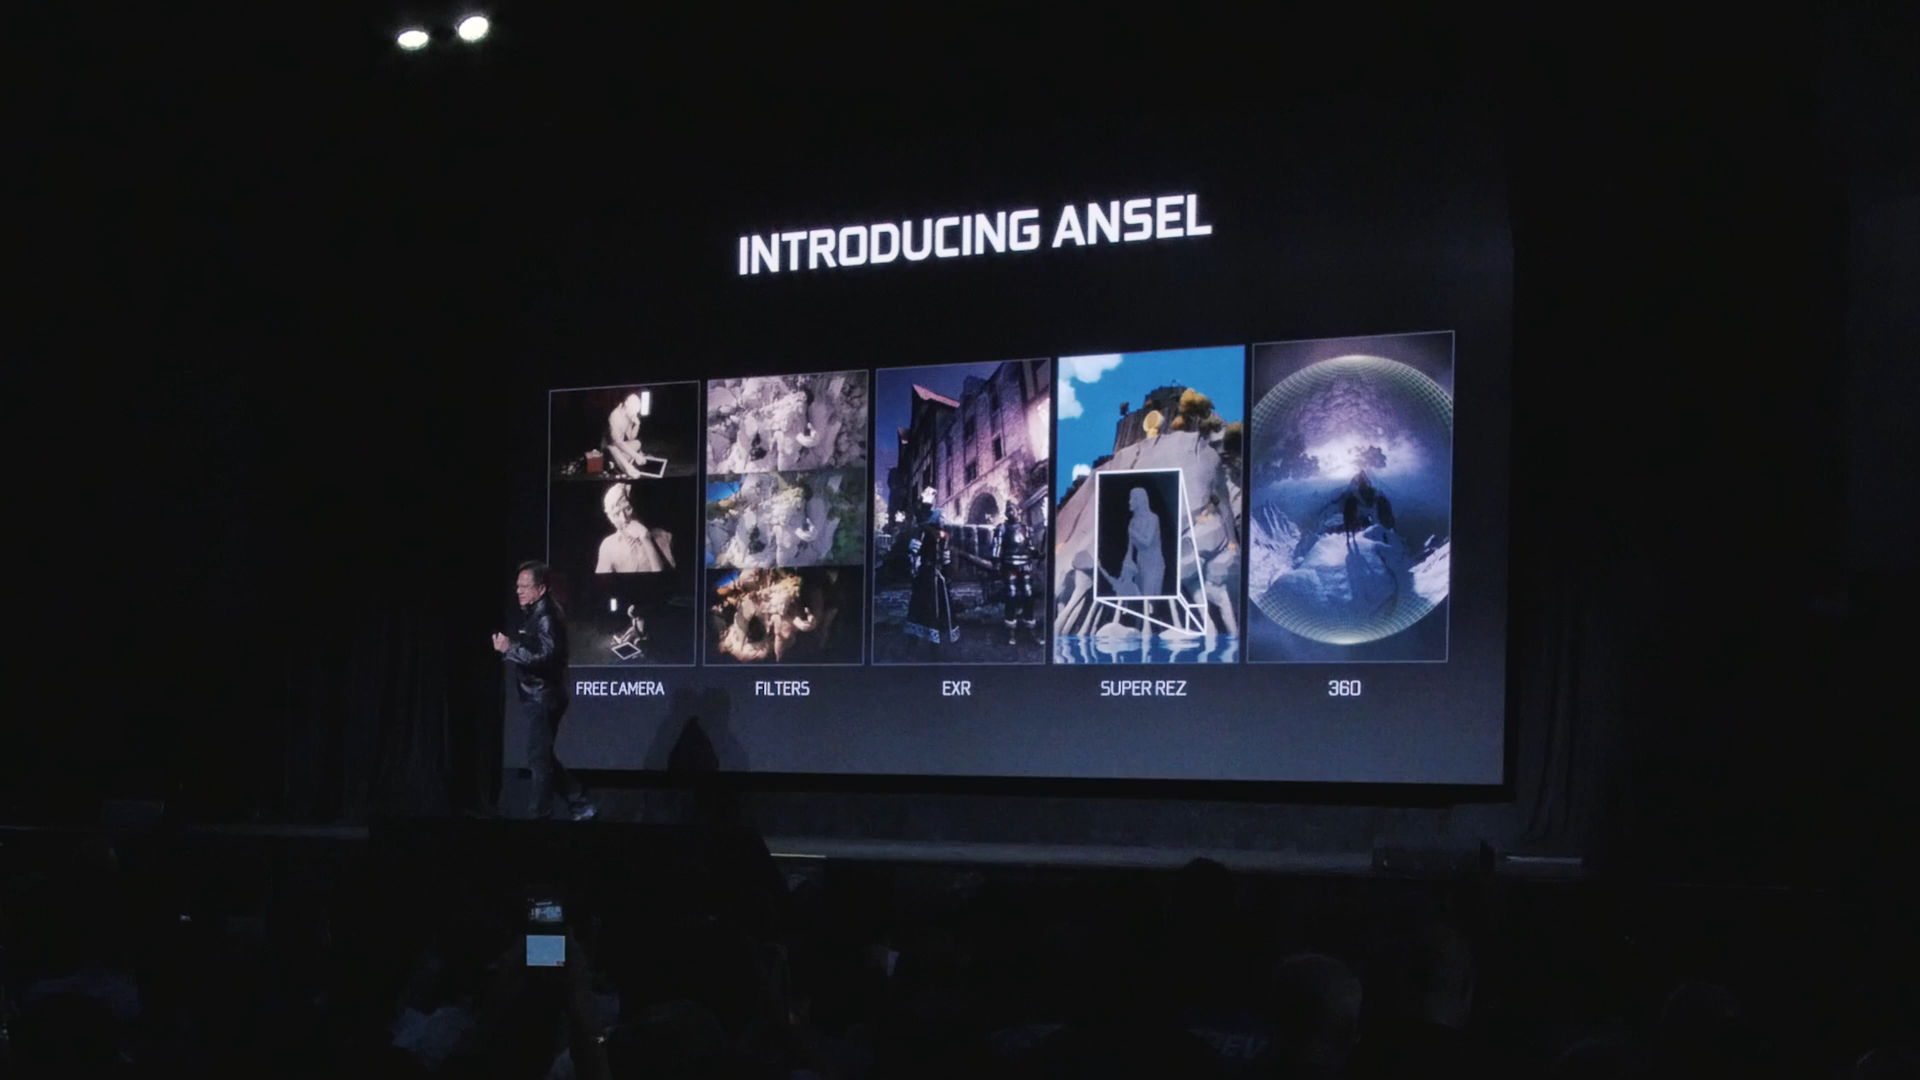 INTRODUCING ANSEL
FREE CAMERA
FILTERS
EXR
SUPER REZ
360